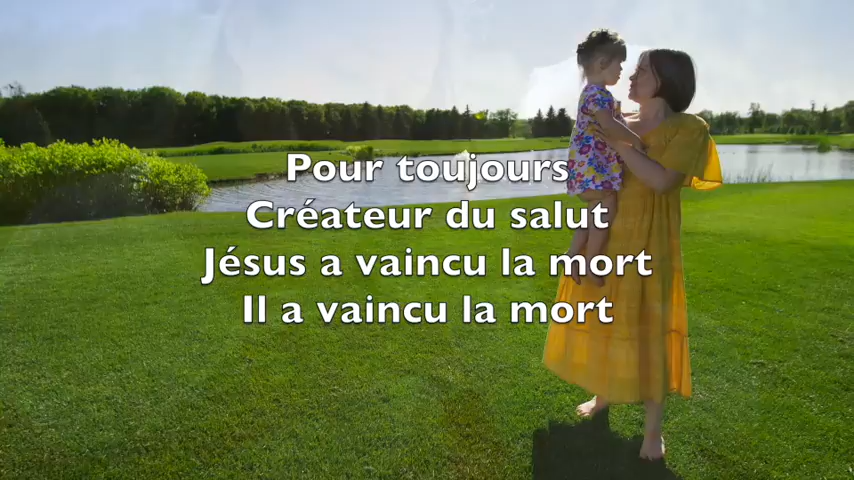 Pour toujours
Créateur du salut
Jésus a vaincu la mort
Il a vaincu la mort